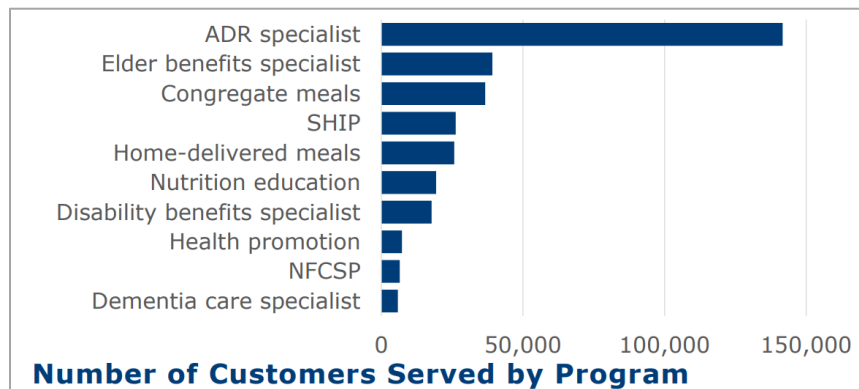 ADR specialist
Elder benefits specialist
Congregate meals
SHIP
Home-delivered meals
Nutrition education
Disability benefits specialist
Health promotion
NFCSP
Dementia care specialist
0 50,000 100,000 150,000
Number of Customers Served by Program